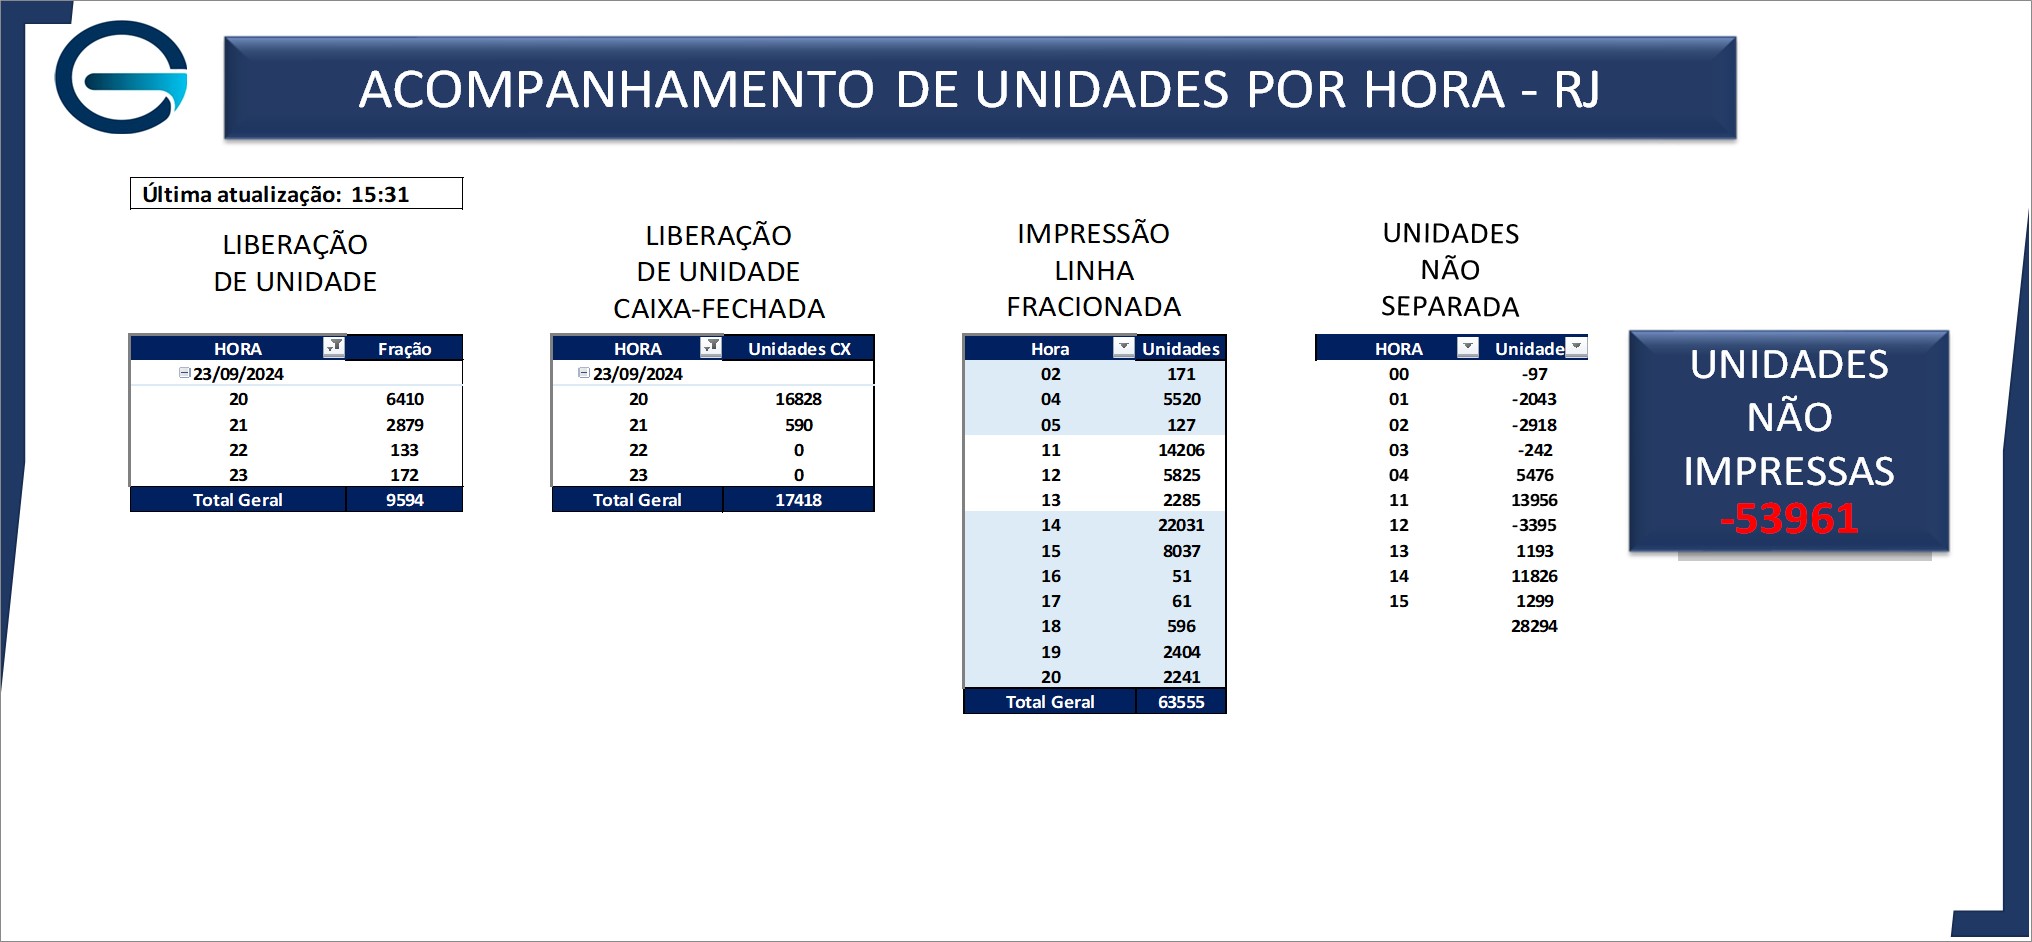 ACOMPANHAMENTO DE UNIDADES POR HORA - RJ
Última atualização: 15:31
LIBERAÇÃO
DE UNIDADE
HORA Fração
23/09/2024
20 6410
21 2879
22 133
23 172
Total Geral 9594
LIBERAÇÃO
DE UNIDADE
CAIXA-FECHADA
HORA Unidades CX
23/09/2024
20 16828
21 590
22 0
23 0
Total Geral 17418
IMPRESSÃO
LINHA
FRACIONADA
Hora Unidades
02 171
04 5520
05 127
11 14206
12 5825
13 2285
14 22031
15 8037
16 51
17 61
18 596
19 2404
20 2241
Total Geral 63555
UNIDADES
NÃO
SEPARADA
HORA Unidade
00 -97
01 -2043
02 -2918
03 -242
04 5476
11 13956
12 -3395
13 1193
14 11826
15 1299
28294
UNIDADES
NÃO
IMPRESSAS
-53961